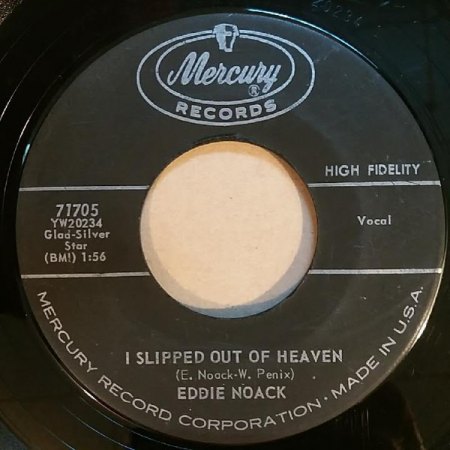 20234
Mercury
®
RECORDS
HIGH FIDELITY
71705
YW20234
Glad-Silver
Star
(BMI) 1:56
Vocal
I SLIPPED OUT OF HEAVEN
(E. Noack-W. Penix)
EDDIE NOACK
MERCURY RECORD CORPORATION · MADE IN U.S.A.